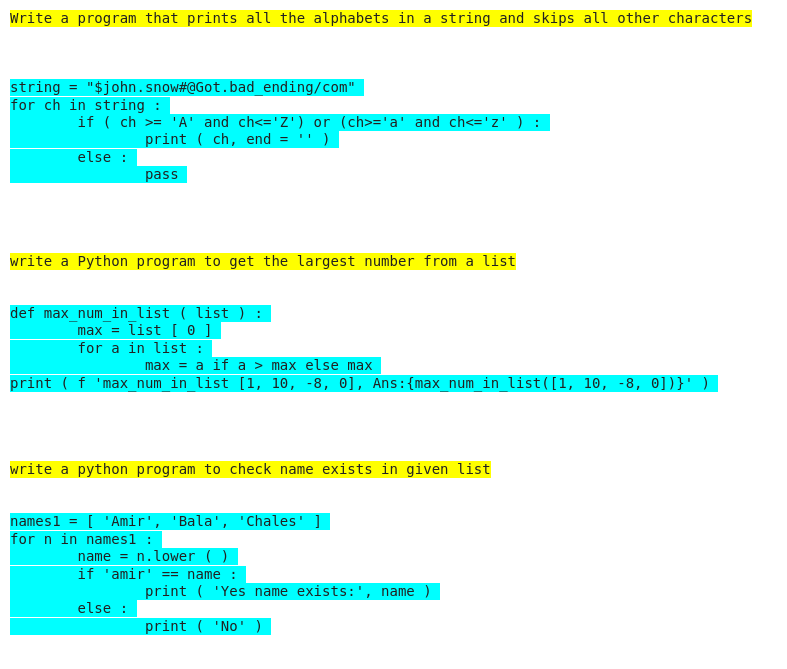 Write a program that prints all the alphabets in a string and skips all other characters
string = "$john.snow#@Got.bad_ending/com"
for ch in string :
        if ( ch >= 'A' and ch<='Z') or (ch>='a' and ch<='z' ) :
                print ( ch, end = '' )
        else :
                pass
write a Python program to get the largest number from a list
def max_num_in_list ( list ) :
        max = list [ 0 ]
        for a in list :
                max = a if a > max else max
print ( f 'max_num_in_list [1, 10, -8, 0], Ans:{max_num_in_list([1, 10, -8, 0])}' )
write a python program to check name exists in given list
names1 = [ 'Amir', 'Bala', 'Chales' ]
for n in names1 :
        name = n.lower ( )
        if 'amir' == name :
                print ( 'Yes name exists:', name )
        else :
                print ( 'No' )